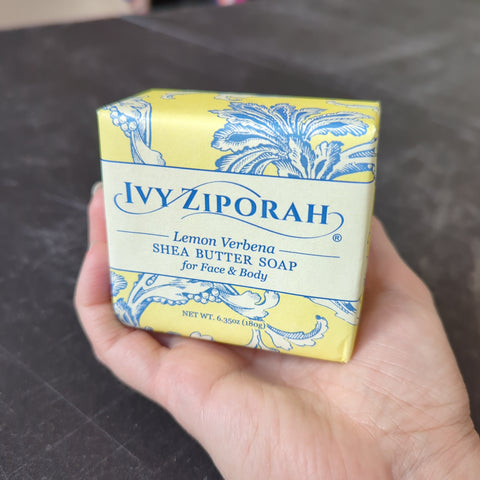 IVY ZIPORAH®
Lemon Verbena
SHEA BUTTER SOAP
for Face & Body
NET WT. 6.35oz (180g)